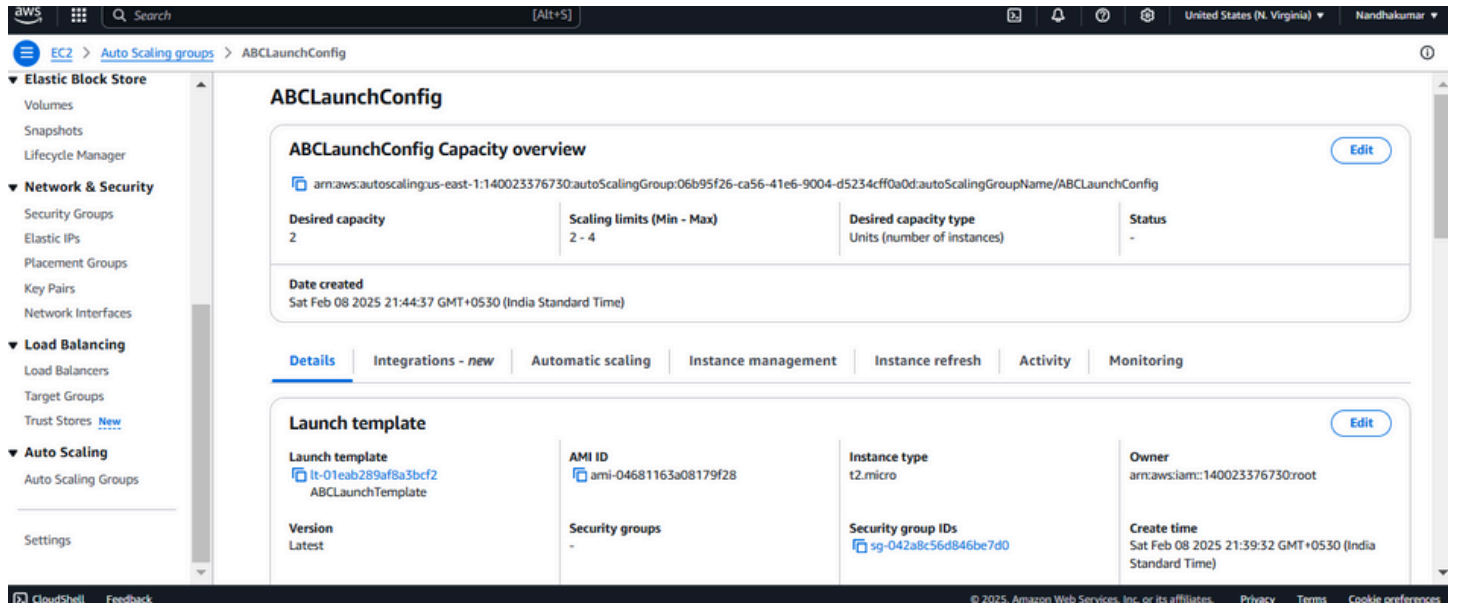 aws
Search
[Alt+S]
United States (N. Virginia)
Nandhakumar
EC2 > Auto Scaling groups > ABCLaunchConfig
Elastic Block Store
Volumes
Snapshots
Lifecycle Manager
Network & Security
Security Groups
Elastic IPs
Placement Groups
Key Pairs
Network Interfaces
Load Balancing
Load Balancers
Target Groups
Trust Stores New
Auto Scaling
Auto Scaling Groups
Settings
ABCLaunchConfig
ABCLaunchConfig Capacity overview
Edit
arn:aws:autoscaling:us-east-1:140023376730:autoScalingGroup:06b95f26-ca56-41e6-9004-d5234cff0a0d:autoScalingGroupName/ABCLaunchConfig
Desired capacity
2
Scaling limits (Min - Max)
2 - 4
Desired capacity type
Units (number of instances)
Status
-
Date created
Sat Feb 08 2025 21:44:37 GMT+0530 (India Standard Time)
Details
Integrations - new
Automatic scaling
Instance management
Instance refresh
Activity
Monitoring
Launch template
Edit
Launch template
lt-01eab289af8a3bcf2
ABCLaunchTemplate
AMI ID
ami-04681163a08179f28
Instance type
t2.micro
Owner
arn:aws:iam::140023376730:root
Version
Latest
Security groups
-
Security group IDs
sg-042a8c56d846be7d0
Create time
Sat Feb 08 2025 21:39:32 GMT+0530 (India
Standard Time)
CloudShell
Feedback
© 2025, Amazon Web Services, Inc. or its affiliates.
Privacy
Terms
Cookie preferences